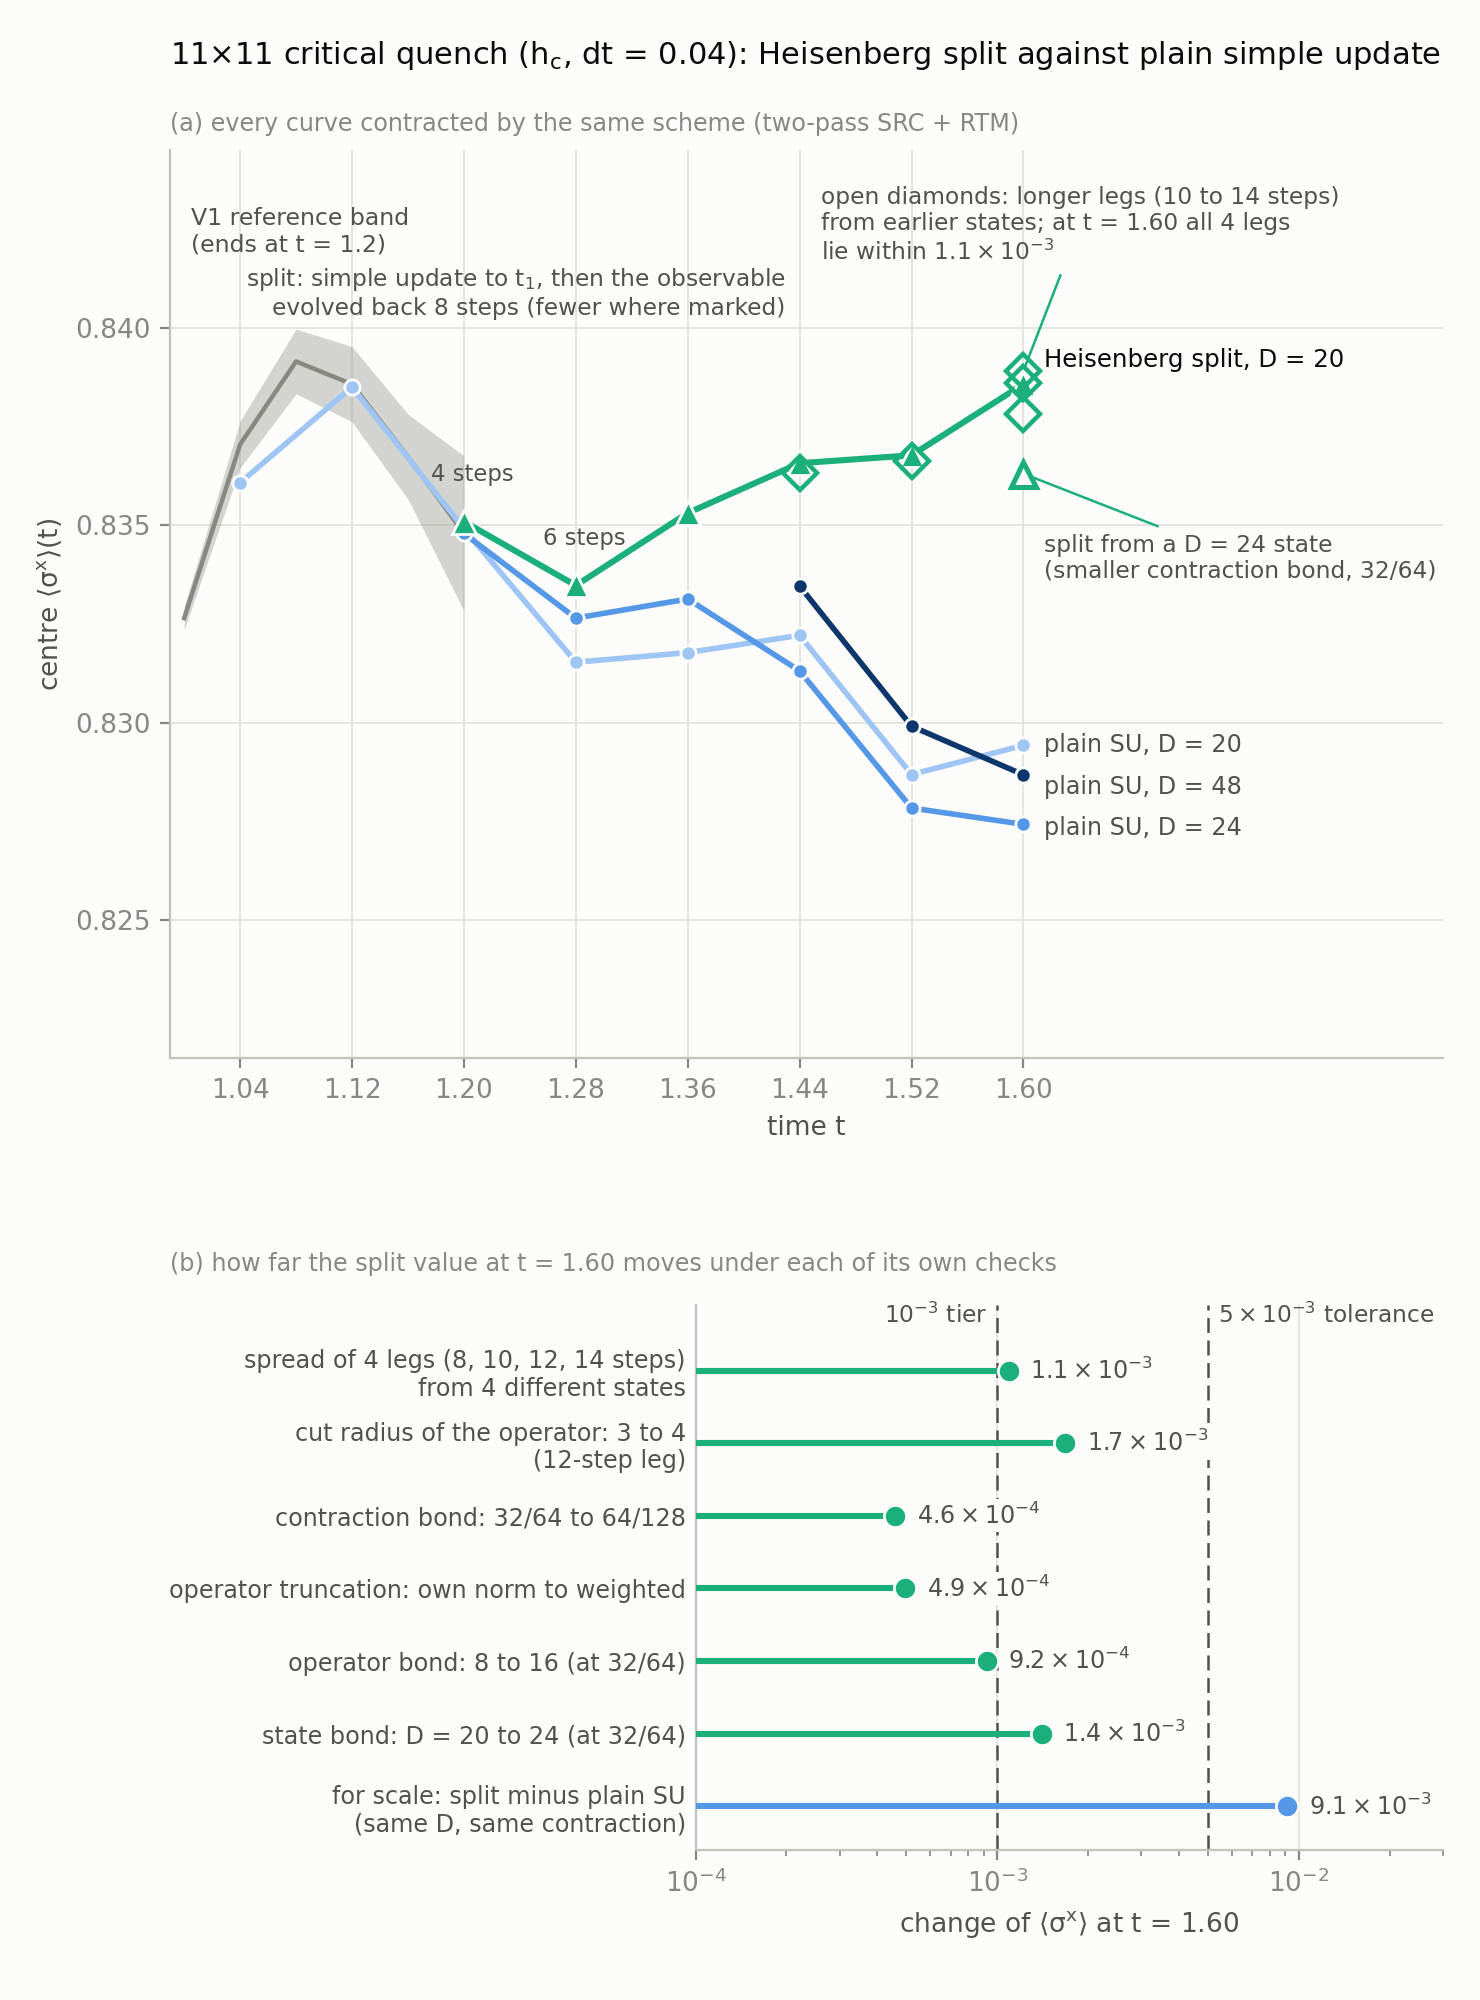 11×11 critical quench (h_c, dt = 0.04): Heisenberg split against plain simple update
(a) every curve contracted by the same scheme (two-pass SRC + RTM)
V1 reference band
(ends at t = 1.2)
split: simple update to t₁, then the observable
evolved back 8 steps (fewer where marked)
open diamonds: longer legs (10 to 14 steps)
from earlier states; at t = 1.60 all 4 legs
lie within 1.1 × 10⁻³
0.840
0.835
0.830
0.825
centre ⟨σˣ⟩(t)
Heisenberg split, D = 20
4 steps
6 steps
split from a D = 24 state
(smaller contraction bond, 32/64)
plain SU, D = 20
plain SU, D = 48
plain SU, D = 24
1.04
1.12
1.20
1.28
1.36
1.44
1.52
1.60
time t
(b) how far the split value at t = 1.60 moves under each of its own checks
10⁻³ tier
5 × 10⁻³ tolerance
spread of 4 legs (8, 10, 12, 14 steps)
from 4 different states
1.1 × 10⁻³
cut radius of the operator: 3 to 4
(12-step leg)
1.7 × 10⁻³
contraction bond: 32/64 to 64/128
4.6 × 10⁻⁴
operator truncation: own norm to weighted
4.9 × 10⁻⁴
operator bond: 8 to 16 (at 32/64)
9.2 × 10⁻⁴
state bond: D = 20 to 24 (at 32/64)
1.4 × 10⁻³
for scale: split minus plain SU
(same D, same contraction)
9.1 × 10⁻³
10⁻⁴
10⁻³
10⁻²
change of ⟨σˣ⟩ at t = 1.60